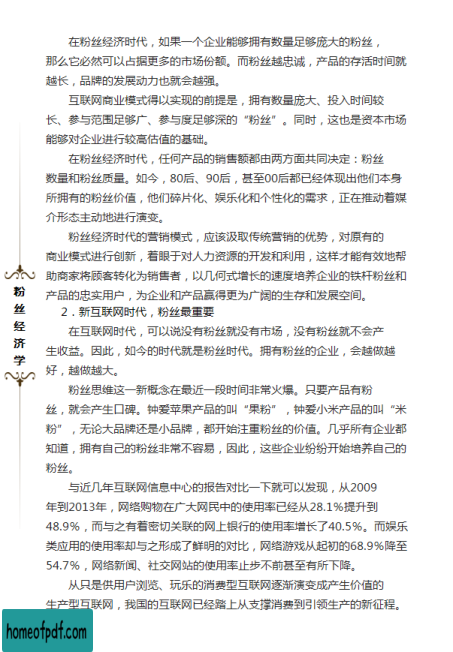 在粉丝经济时代，如果一个企业能够拥有数量足够庞大的粉丝，
那么它必然可以占据更多的市场份额。而粉丝越忠诚，产品的存活时间就
越长，品牌的发展动力也就会越强。
互联网商业模式得以实现的前提是，拥有数量庞大、投入时间较
长、参与范围足够广、参与度足够深的“粉丝”。同时，这也是资本市场
能够对企业进行较高估值的基础。
在粉丝经济时代，任何产品的销售额都由两方面共同决定：粉丝
数量和粉丝质量。如今，80后、90后，甚至00后都已经体现出他们本身
所拥有的粉丝价值，他们碎片化、娱乐化和个性化的需求，正在推动着媒
介形态主动地进行演变。
粉丝经济时代的营销模式，应该汲取传统营销的优势，对原有的
商业模式进行创新，着眼于对人力资源的开发和利用，这样才能有效地帮
助商家将顾客转化为销售者，以几何式增长的速度培养企业的铁杆粉丝和
产品的忠实用户，为企业和产品赢得更为广阔的生存和发展空间。
2．新互联网时代，粉丝最重要
在互联网时代，可以说没有粉丝就没有市场，没有粉丝就不会产
生收益。因此，如今的时代就是粉丝时代。拥有粉丝的企业，会越做越
好，越做越大。
粉丝思维这一新概念在最近一段时间非常火爆。只要产品有粉
丝，就会产生口碑。钟爱苹果产品的叫“果粉”，钟爱小米产品的叫“米
粉”，无论大品牌还是小品牌，都开始注重粉丝的价值。几乎所有企业都
知道，拥有自己的粉丝非常不容易，因此，这些企业纷纷开始培养自己的
粉丝。
与近几年互联网信息中心的报告对比一下就可以发现，从2009
年到2013年，网络购物在广大网民中的使用率已经从28.1%提升到
48.9%，而与之有着密切关联的网上银行的使用率增长了40.5%。而娱乐
类应用的使用率却与之形成了鲜明的对比，网络游戏从起初的68.9%降至
54.7%，网络新闻、社交网站的使用率止步不前甚至有所下降。
从只是供用户浏览、玩乐的消费型互联网逐渐演变成产生价值的
生产型互联网，我国的互联网已经踏上从支撑消费到引领生产的新征程。
粉丝经济学
homeofpdf.com